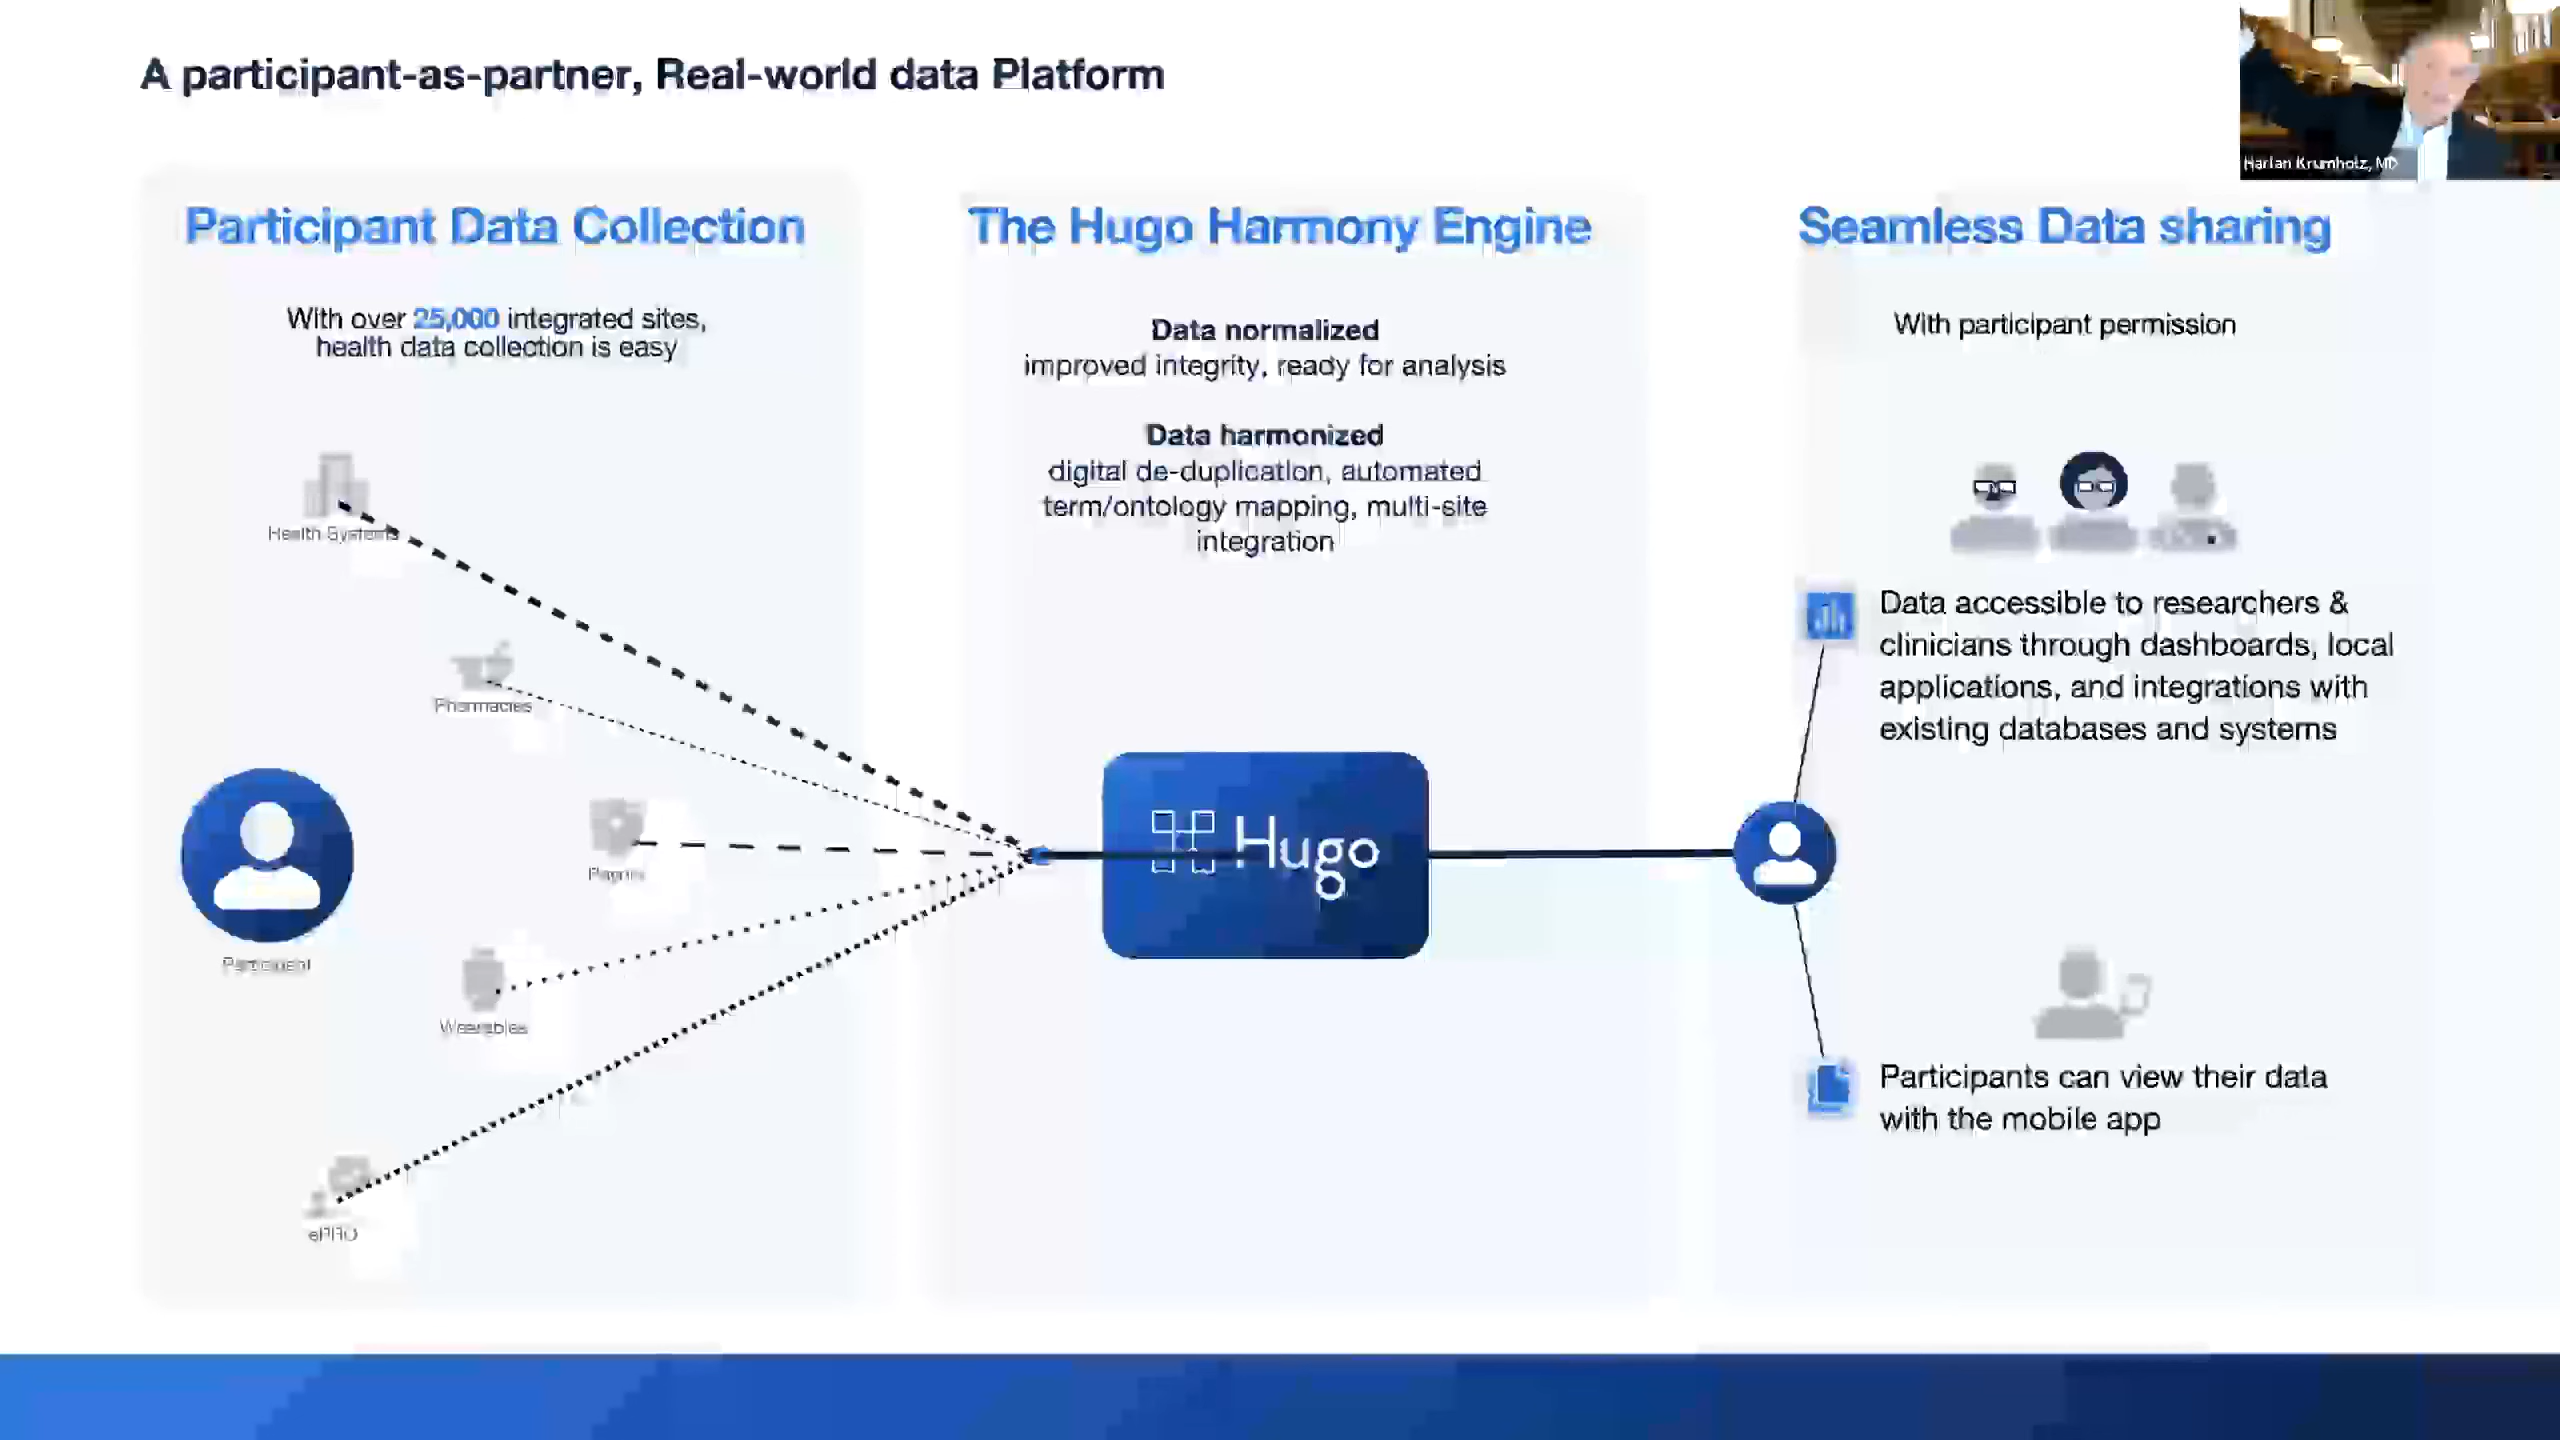 A participant-as-partner, Real-world data Platform
Harlan Krumholz, MD
Participant Data Collection
With over 25,000 integrated sites,
health data collection is easy
Health Systems
Pharmacies
Wearables
Participant
ePRO
The Hugo Harmony Engine
Data normalized
improved integrity, ready for analysis
Data harmonized
digital de-duplication, automated
term/ontology mapping, multi-site
integration
Hugo
Seamless Data sharing
With participant permission
Data accessible to researchers &
clinicians through dashboards, local
applications, and integrations with
existing databases and systems
Participants can view their data
with the mobile app